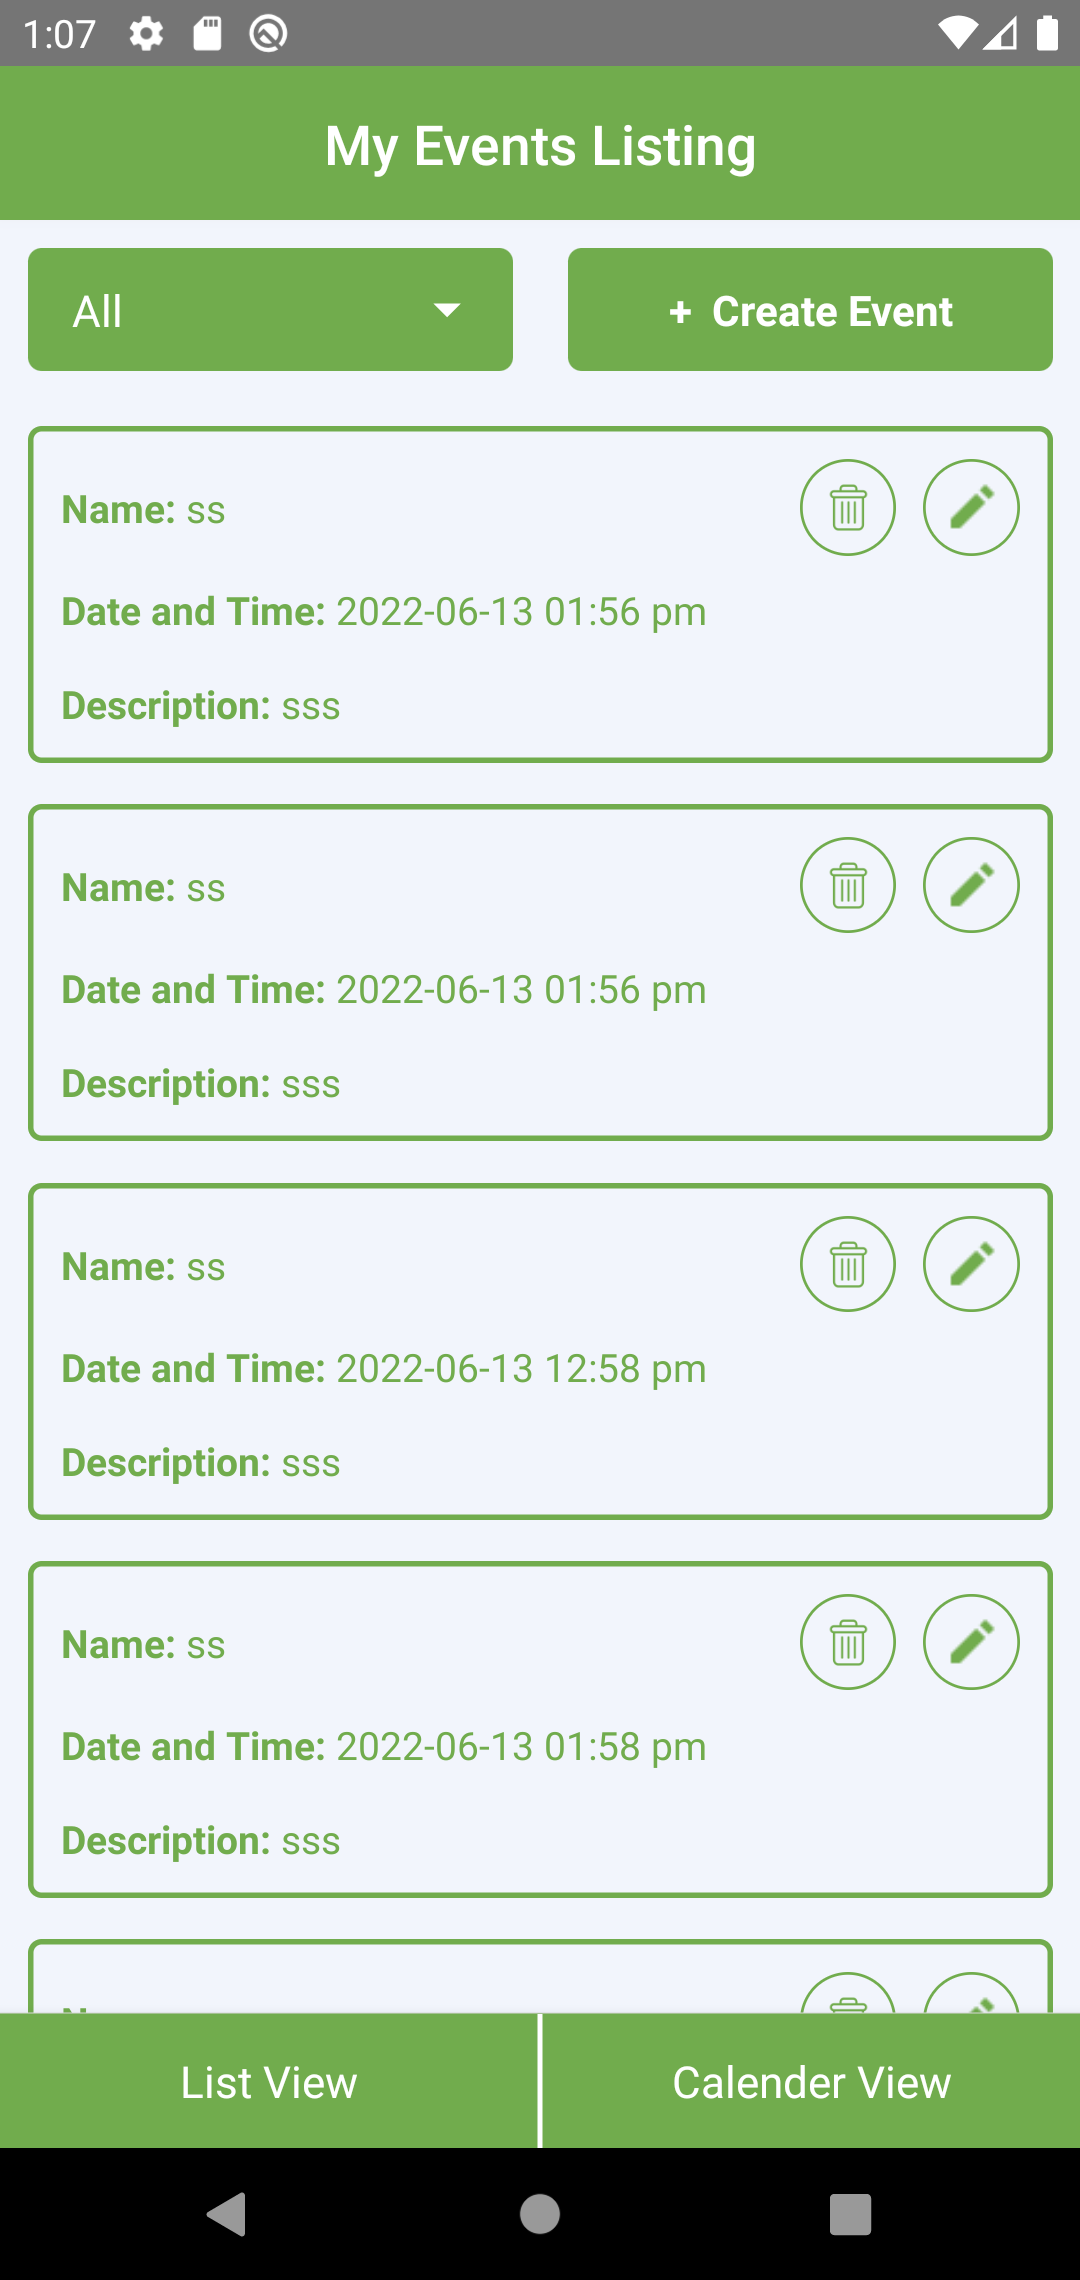 1:07
My Events Listing
All
+ Create Event
Name: ss
Date and Time: 2022-06-13 01:56 pm
Description: sss
Name: ss
Date and Time: 2022-06-13 01:56 pm
Description: sss
Name: ss
Date and Time: 2022-06-13 12:58 pm
Description: sss
Name: ss
Date and Time: 2022-06-13 01:58 pm
Description: sss
List View
Calender View